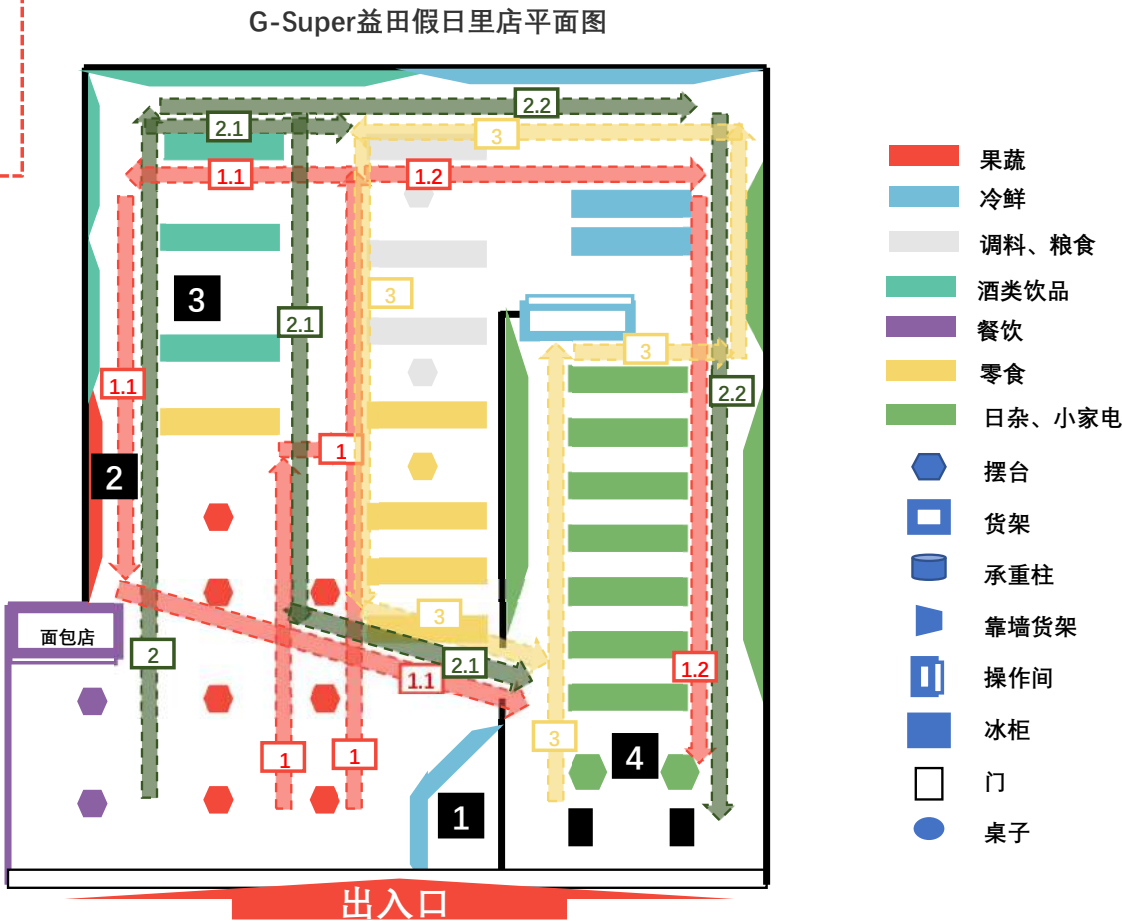 G-Super益田假日里店平面图
2.2
2.1
3
1.1
1.2
3
3
2.1
3
1.1
2.2
1
2
3
面包店
2
2.1
1.1
1.2
3
1
1
4
1
出入口
果蔬
冷鲜
调料、粮食
酒类饮品
餐饮
零食
日杂、小家电
摆台
货架
承重柱
靠墙货架
操作间
冰柜
门
桌子